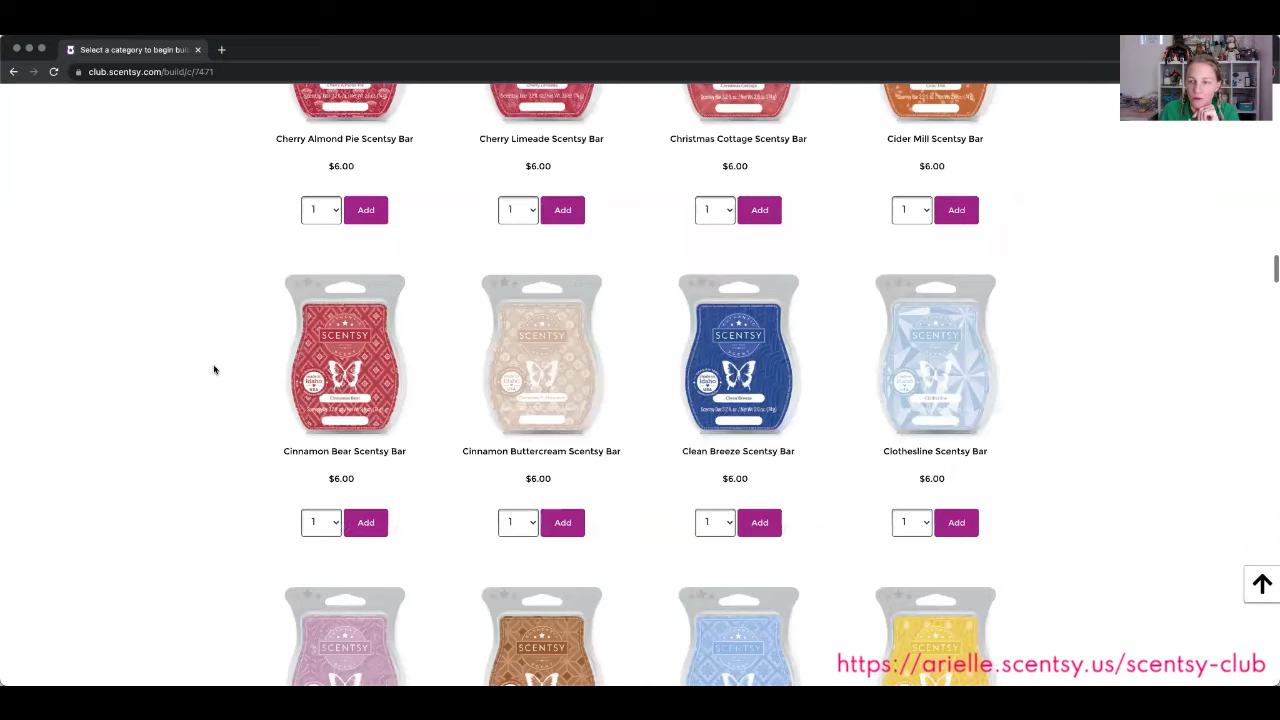 Select a category to begin buil
club.scentsy.com/build/c/7471
Cherry Almond Pie Scentsy Bar
Cherry Limeade Scentsy Bar
Christmas Cottage Scentsy Bar
Cider Mill Scentsy Bar
$6.00
$6.00
$6.00
$6.00
1 Add
1 Add
1 Add
1 Add
SCENTSY
SCENTSY
SCENTSY
SCENTSY
Cinnamon Bear Scentsy Bar
Cinnamon Buttercream Scentsy Bar
Clean Breeze Scentsy Bar
Clothesline Scentsy Bar
$6.00
$6.00
$6.00
$6.00
1 Add
1 Add
1 Add
1 Add
SCENTSY
SCENTSY
SCENTSY
SCENTSY
https://arielle.scentsy.us/scentsy-club